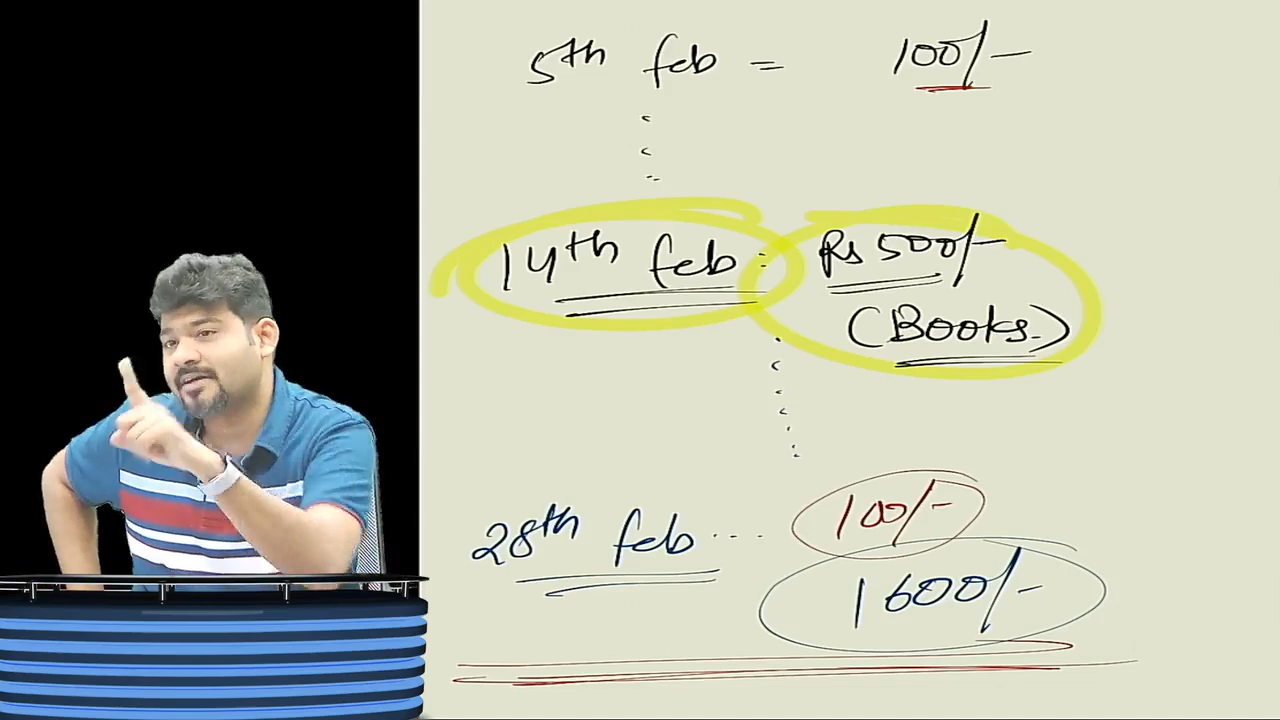 5th feb = 100/-
14th feb : Rs 500/-
(Books.)
28th feb ... 100/-
1600/-